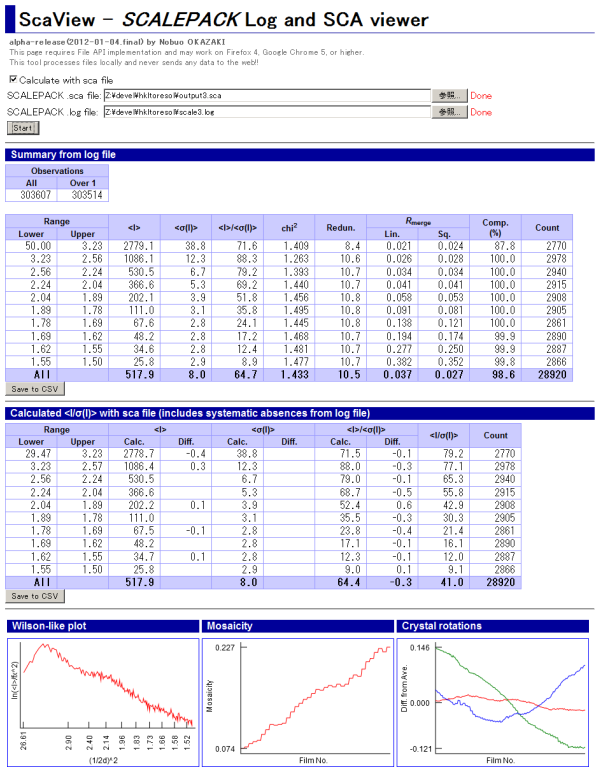 ScaView - SCALEPACK Log and SCA viewer
alpha-release(2012-01-04.final) by Nobuo OKAZAKI
This page requires File API implementation and may work on Firefox 4, Google Chrome 5, or higher.
This tool processes files locally and never sends any data to the web!!
Calculate with sca file
SCALEPACK .sca file: Z:¥devel¥hkltoresol¥output3.sca 参照... Done
SCALEPACK .log file: Z:¥devel¥hkltoresol¥scale3.log 参照... Done
Start
Summary from log file
Observations
All Over 1
303607 303514
Range <I> <σ(I)> <I>/<σ(I)> chi² Redun. Rmerge Comp. (%) Count
Lower Upper Lin. Sq.
50.00 3.23 2779.1 38.8 71.6 1.409 8.4 0.021 0.024 87.8 2770
3.23 2.56 1086.1 12.3 88.3 1.263 10.6 0.026 0.028 100.0 2978
2.56 2.24 530.5 6.7 79.2 1.393 10.7 0.034 0.034 100.0 2940
2.24 2.04 366.6 5.3 69.2 1.440 10.7 0.041 0.041 100.0 2915
2.04 1.89 202.1 3.9 51.8 1.456 10.8 0.058 0.053 100.0 2908
1.89 1.78 111.0 3.1 35.8 1.495 10.8 0.091 0.081 100.0 2905
1.78 1.69 67.6 2.8 24.1 1.445 10.8 0.138 0.121 100.0 2861
1.69 1.62 48.2 2.8 17.2 1.468 10.7 0.194 0.174 99.9 2890
1.62 1.55 34.6 2.8 12.4 1.481 10.7 0.277 0.250 99.9 2887
1.55 1.50 25.8 2.9 8.9 1.477 10.7 0.382 0.352 99.8 2866
All 517.9 8.0 64.7 1.433 10.5 0.037 0.027 98.6 28920
Save to CSV
Calculated <I/σ(I)> with sca file (includes systematic absences from log file)
Range <I> <σ(I)> <I>/<σ(I)> <I/σ(I)> Count
Lower Upper Calc. Diff. Calc. Diff. Calc. Diff.
29.47 3.23 2778.7 -0.4 38.8 71.5 -0.1 79.2 2770
3.23 2.57 1086.4 0.3 12.3 88.0 -0.3 77.1 2978
2.56 2.24 530.5 6.7 79.0 -0.1 65.3 2940
2.24 2.04 366.6 5.3 68.7 -0.5 55.8 2915
2.04 1.89 202.2 0.1 3.9 52.4 0.6 42.9 2908
1.89 1.78 111.0 3.1 35.5 -0.3 30.3 2905
1.78 1.69 67.5 -0.1 2.8 23.8 -0.4 21.4 2861
1.69 1.62 48.2 2.8 17.1 -0.1 16.1 2890
1.62 1.55 34.7 0.1 2.8 12.3 -0.1 12.0 2887
1.55 1.50 25.8 2.9 9.0 0.1 9.1 2866
All 517.9 8.0 64.4 -0.3 41.0 28920
Save to CSV
Wilson-like plot
ln(<I>/fx^2)
26.61 2.90 2.40 2.14 1.96 1.83 1.73 1.66 1.58 1.52
(1/2d)^2
Mosaicity
0.227
Mosaicity
0.074
Film No.
Crystal rotations
0.146
Diff. from Ave.
0.000
-0.121
Film No.